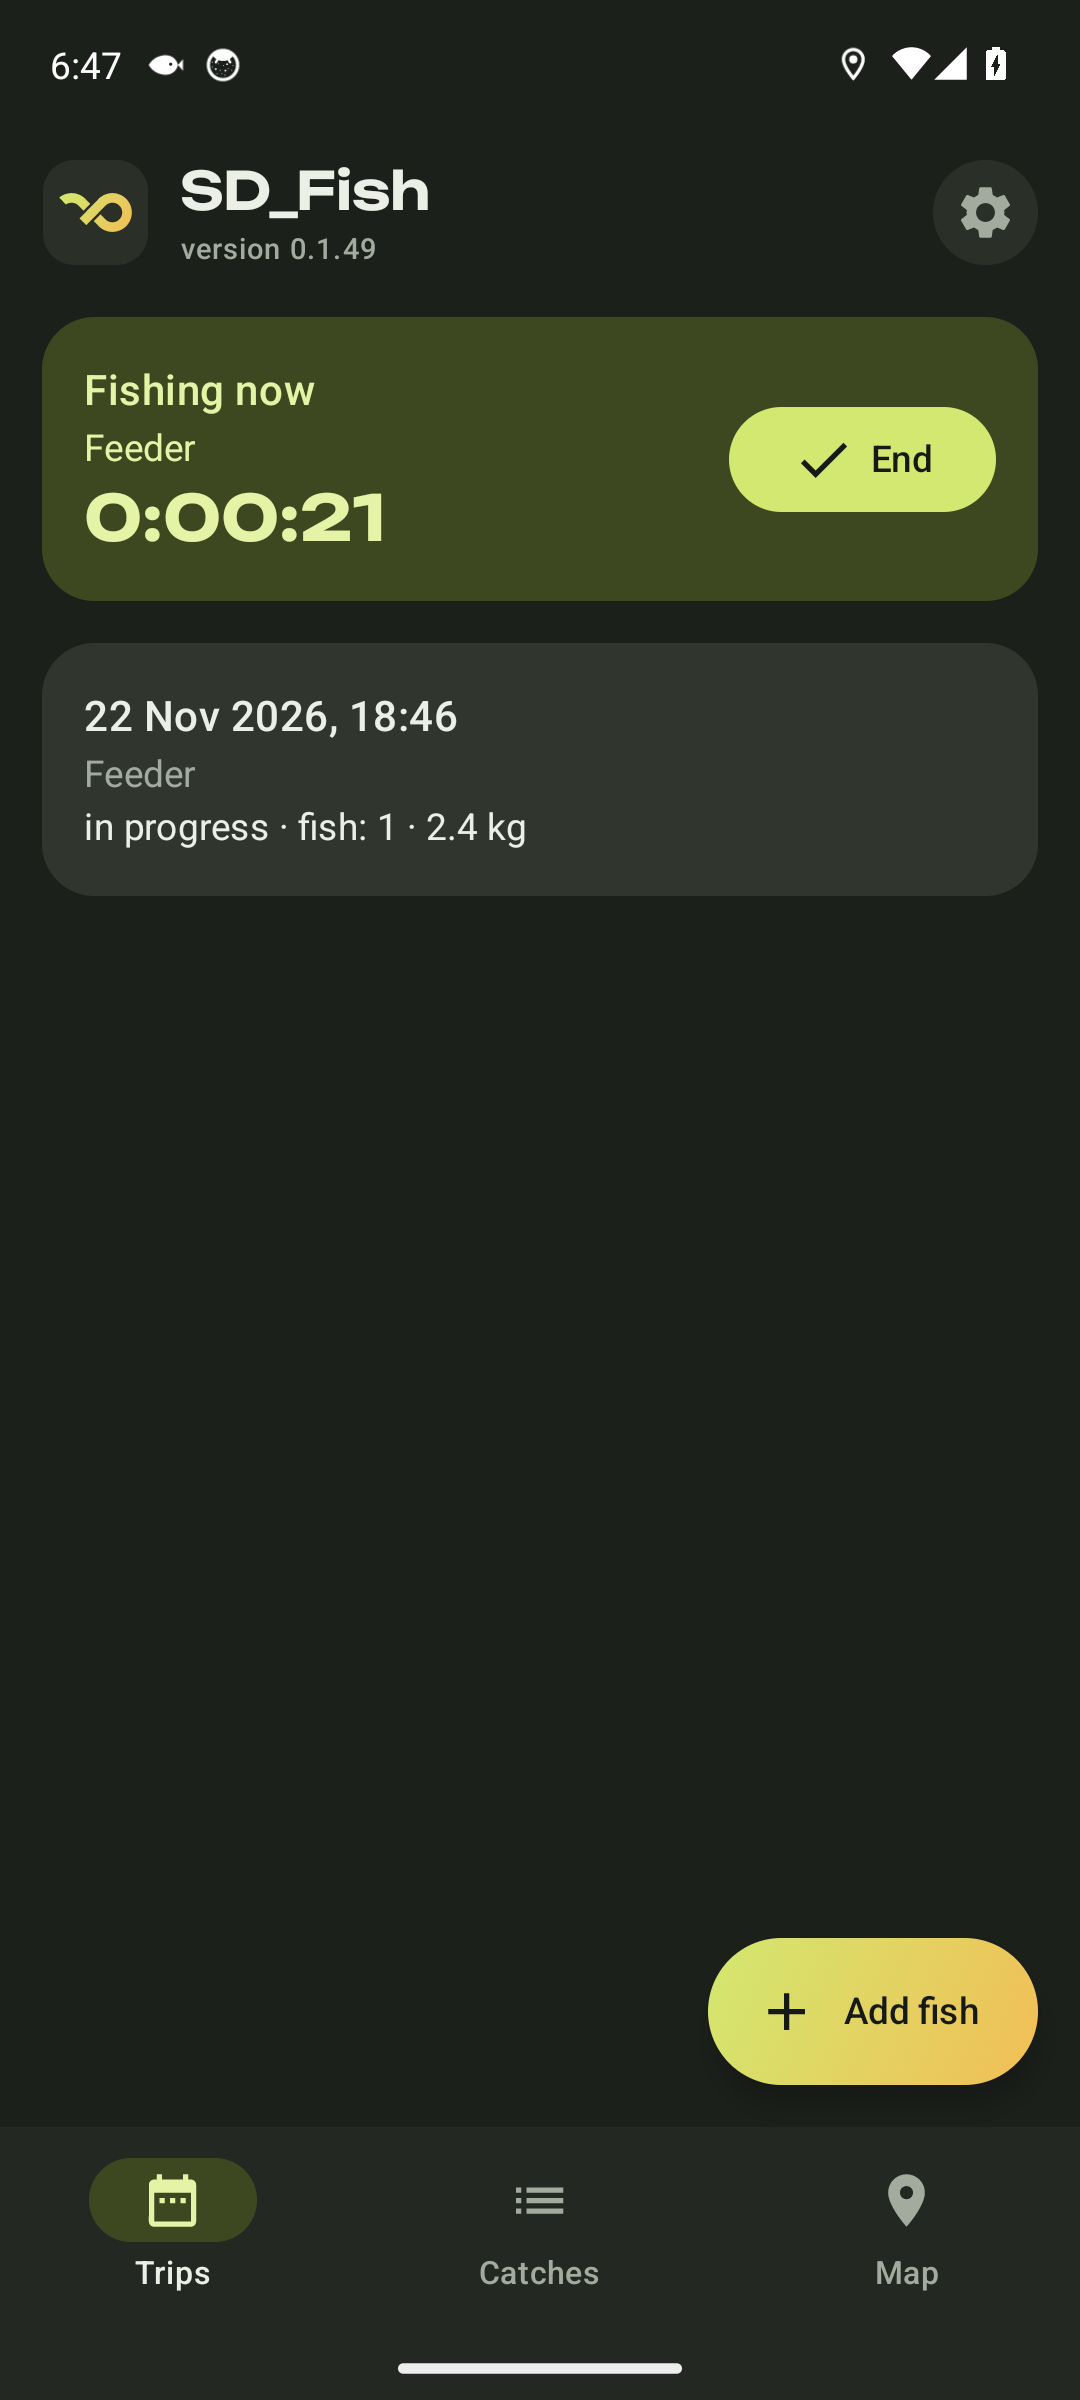 6:47
SD_Fish
version 0.1.49
Fishing now
Feeder
0:00:21
End
22 Nov 2026, 18:46
Feeder
in progress · fish: 1 · 2.4 kg
Add fish
Trips
Catches
Map